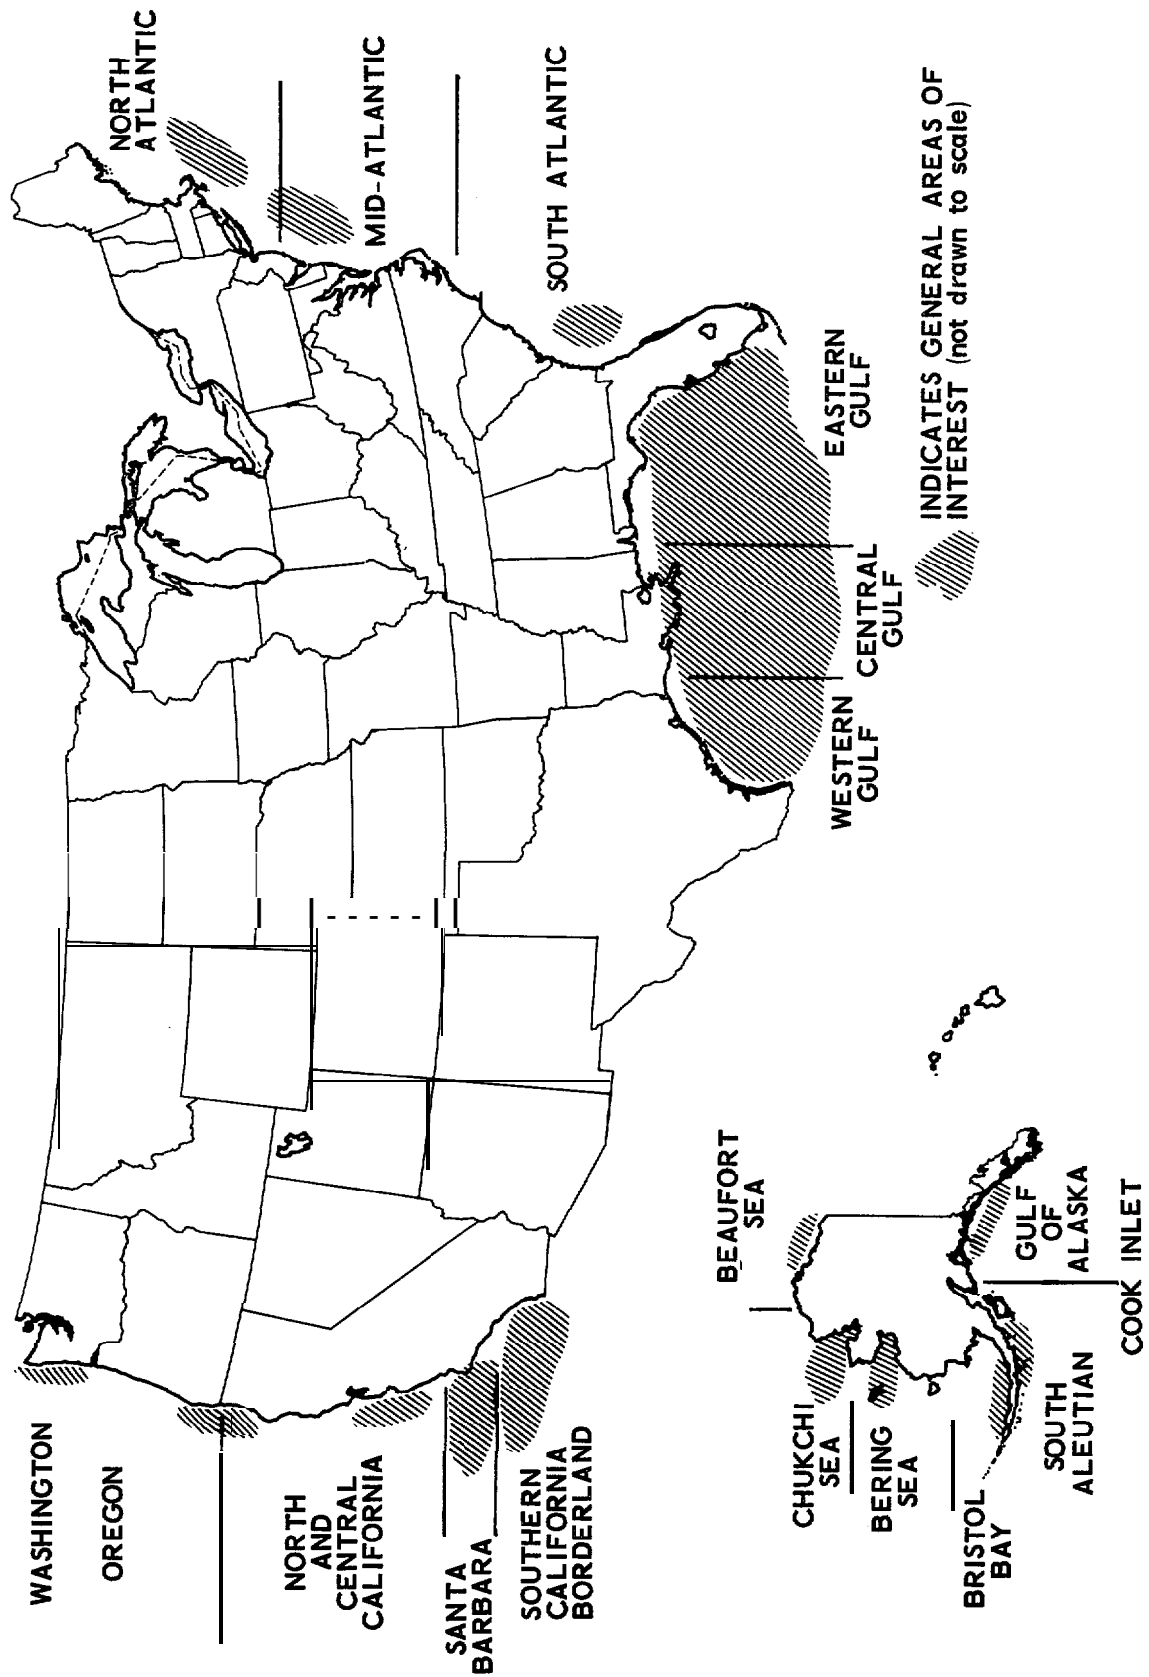 WASHINGTON
OREGON
NORTH
AND
CENTRAL
CALIFORNIA
SANTA
BARBARA
SOUTHERN
CALIFORNIA
BORDERLAND
NORTH
ATLANTIC
MID-ATLANTIC
SOUTH ATLANTIC
WESTERN
GULF
CENTRAL
GULF
EASTERN
GULF
INDICATES GENERAL AREAS OF
INTEREST (not drawn to scale)
BEAUFORT
SEA
CHUKCHI
SEA
BERING
SEA
BRISTOL
BAY
SOUTH
ALEUTIAN
GULF
OF
ALASKA
COOK INLET